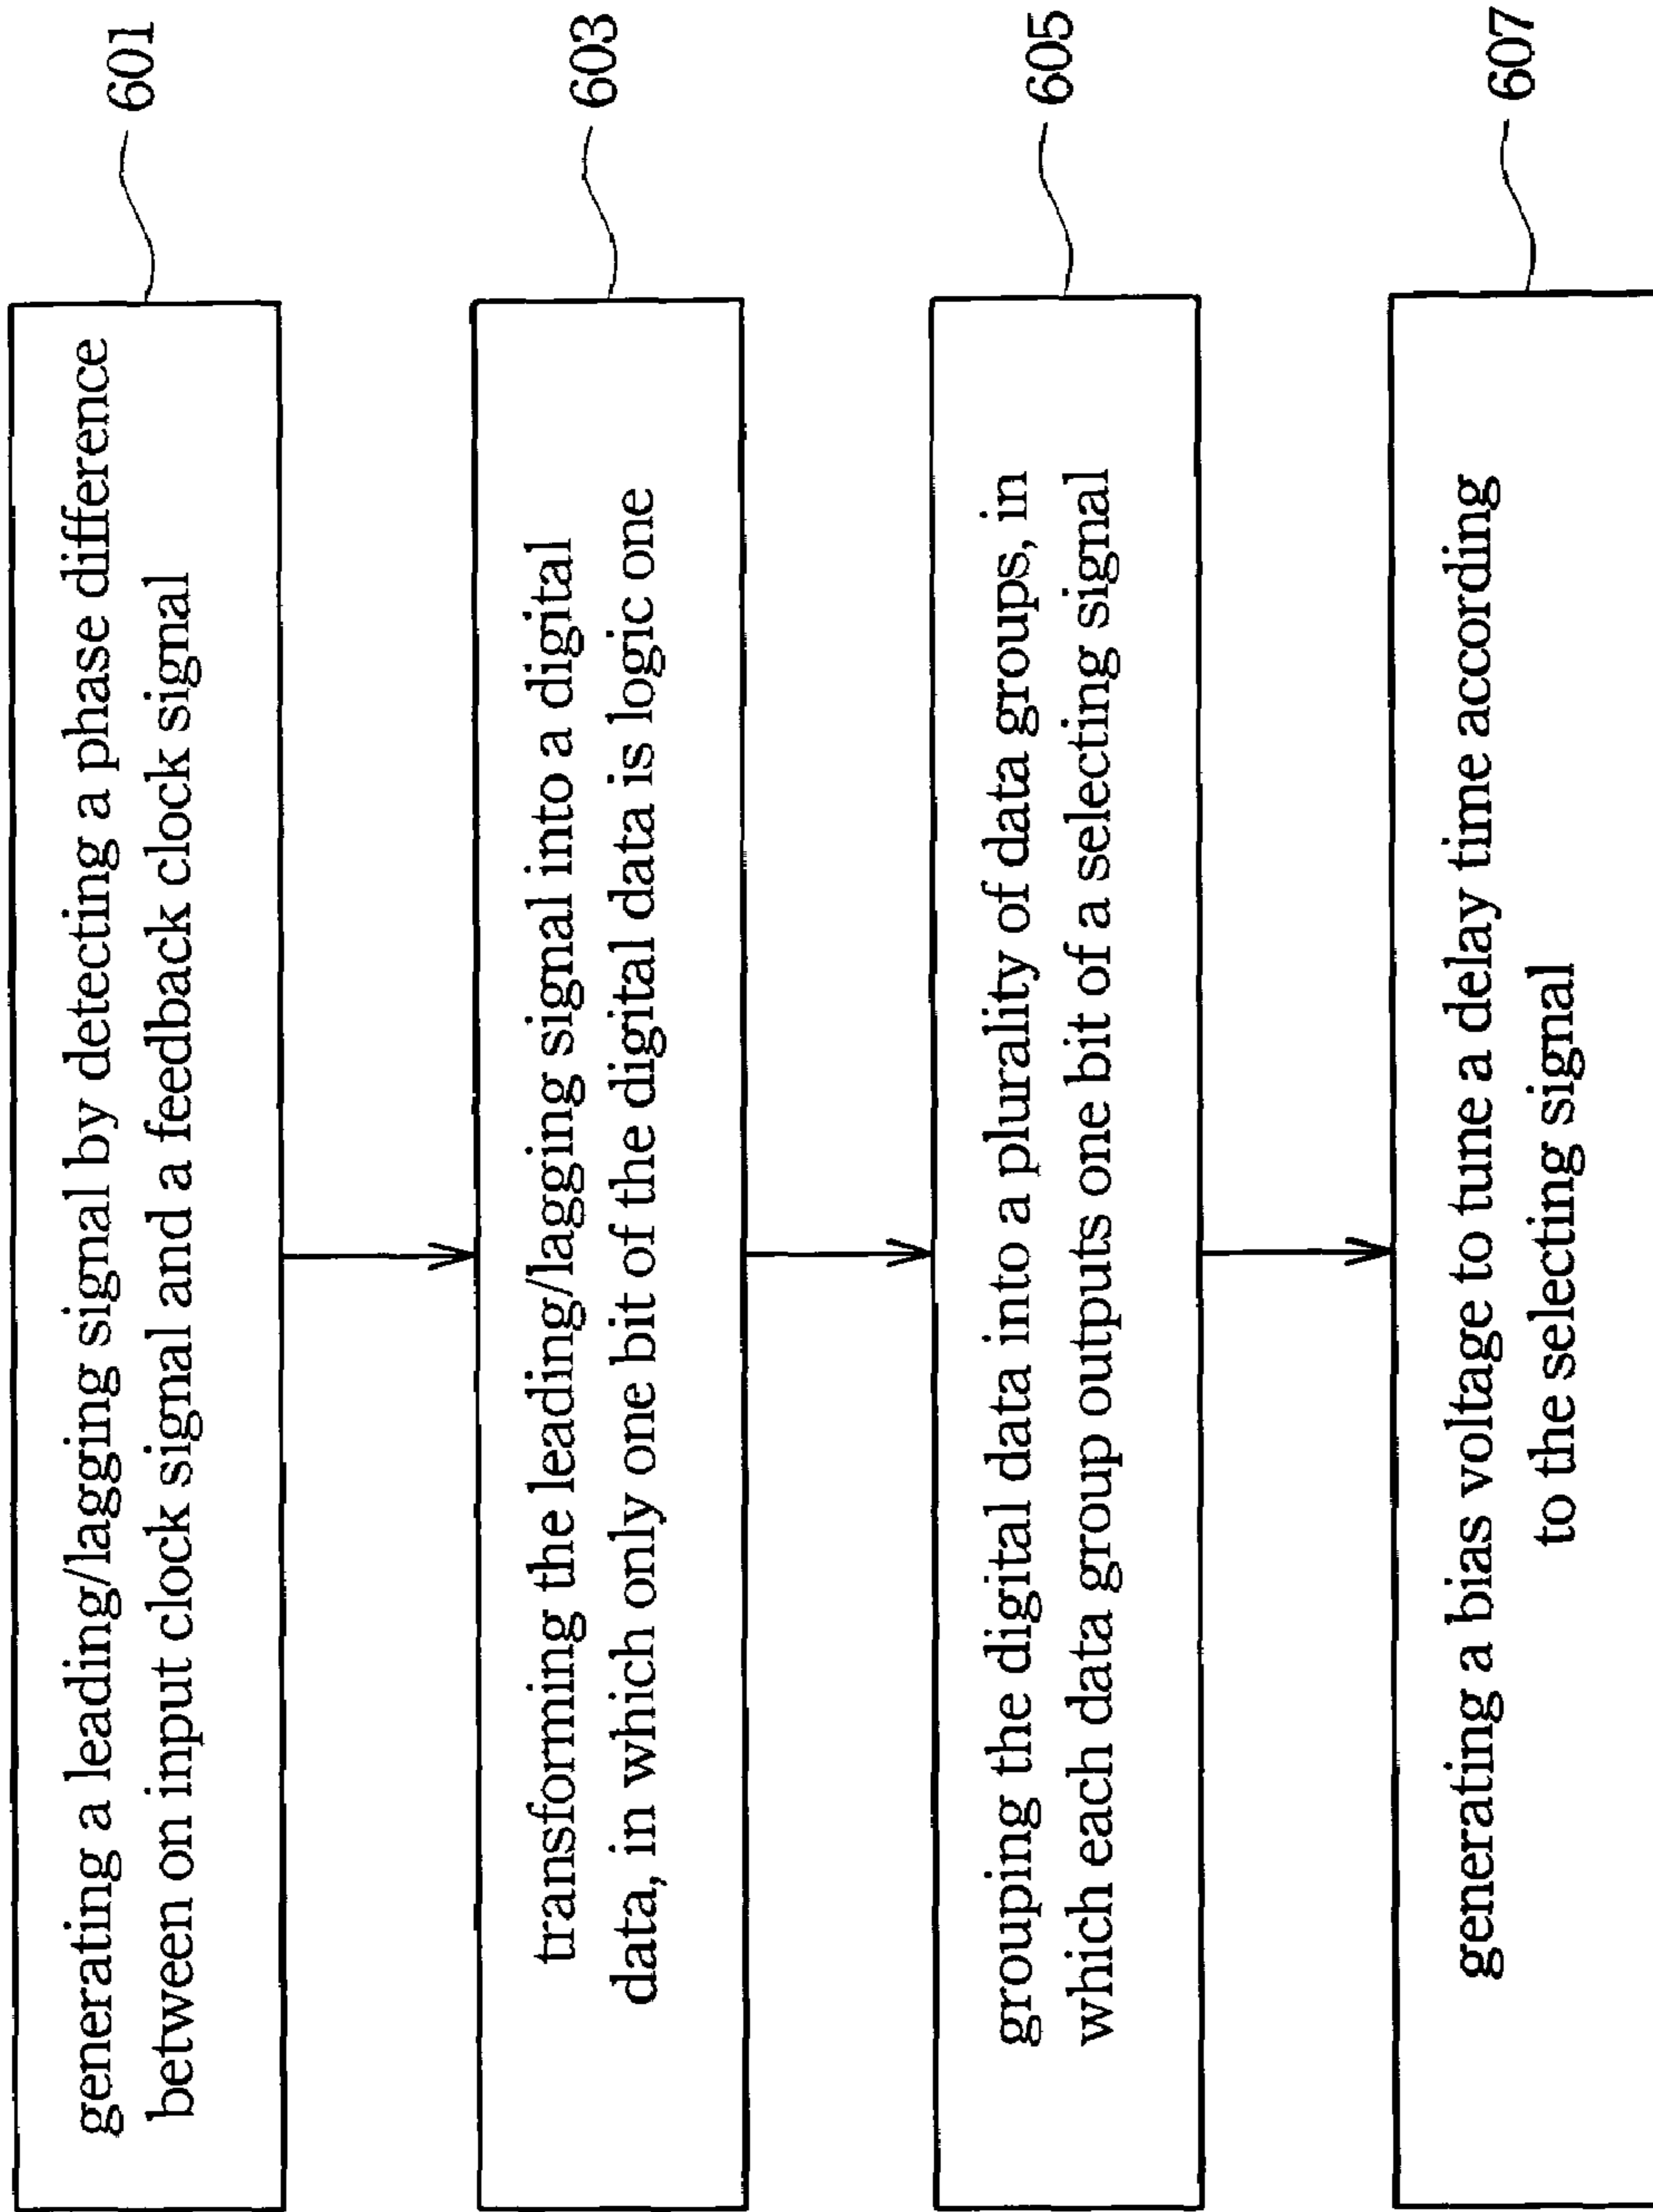 generating a leading/lagging signal by detecting a phase difference
between on input clock signal and a feedback clock signal
601
transforming the leading/lagging signal into a digital
data, in which only one bit of the digital data is logic one
603
grouping the digital data into a plurality of data groups, in
which each data group outputs one bit of a selecting signal
605
generating a bias voltage to tune a delay time according
to the selecting signal
607